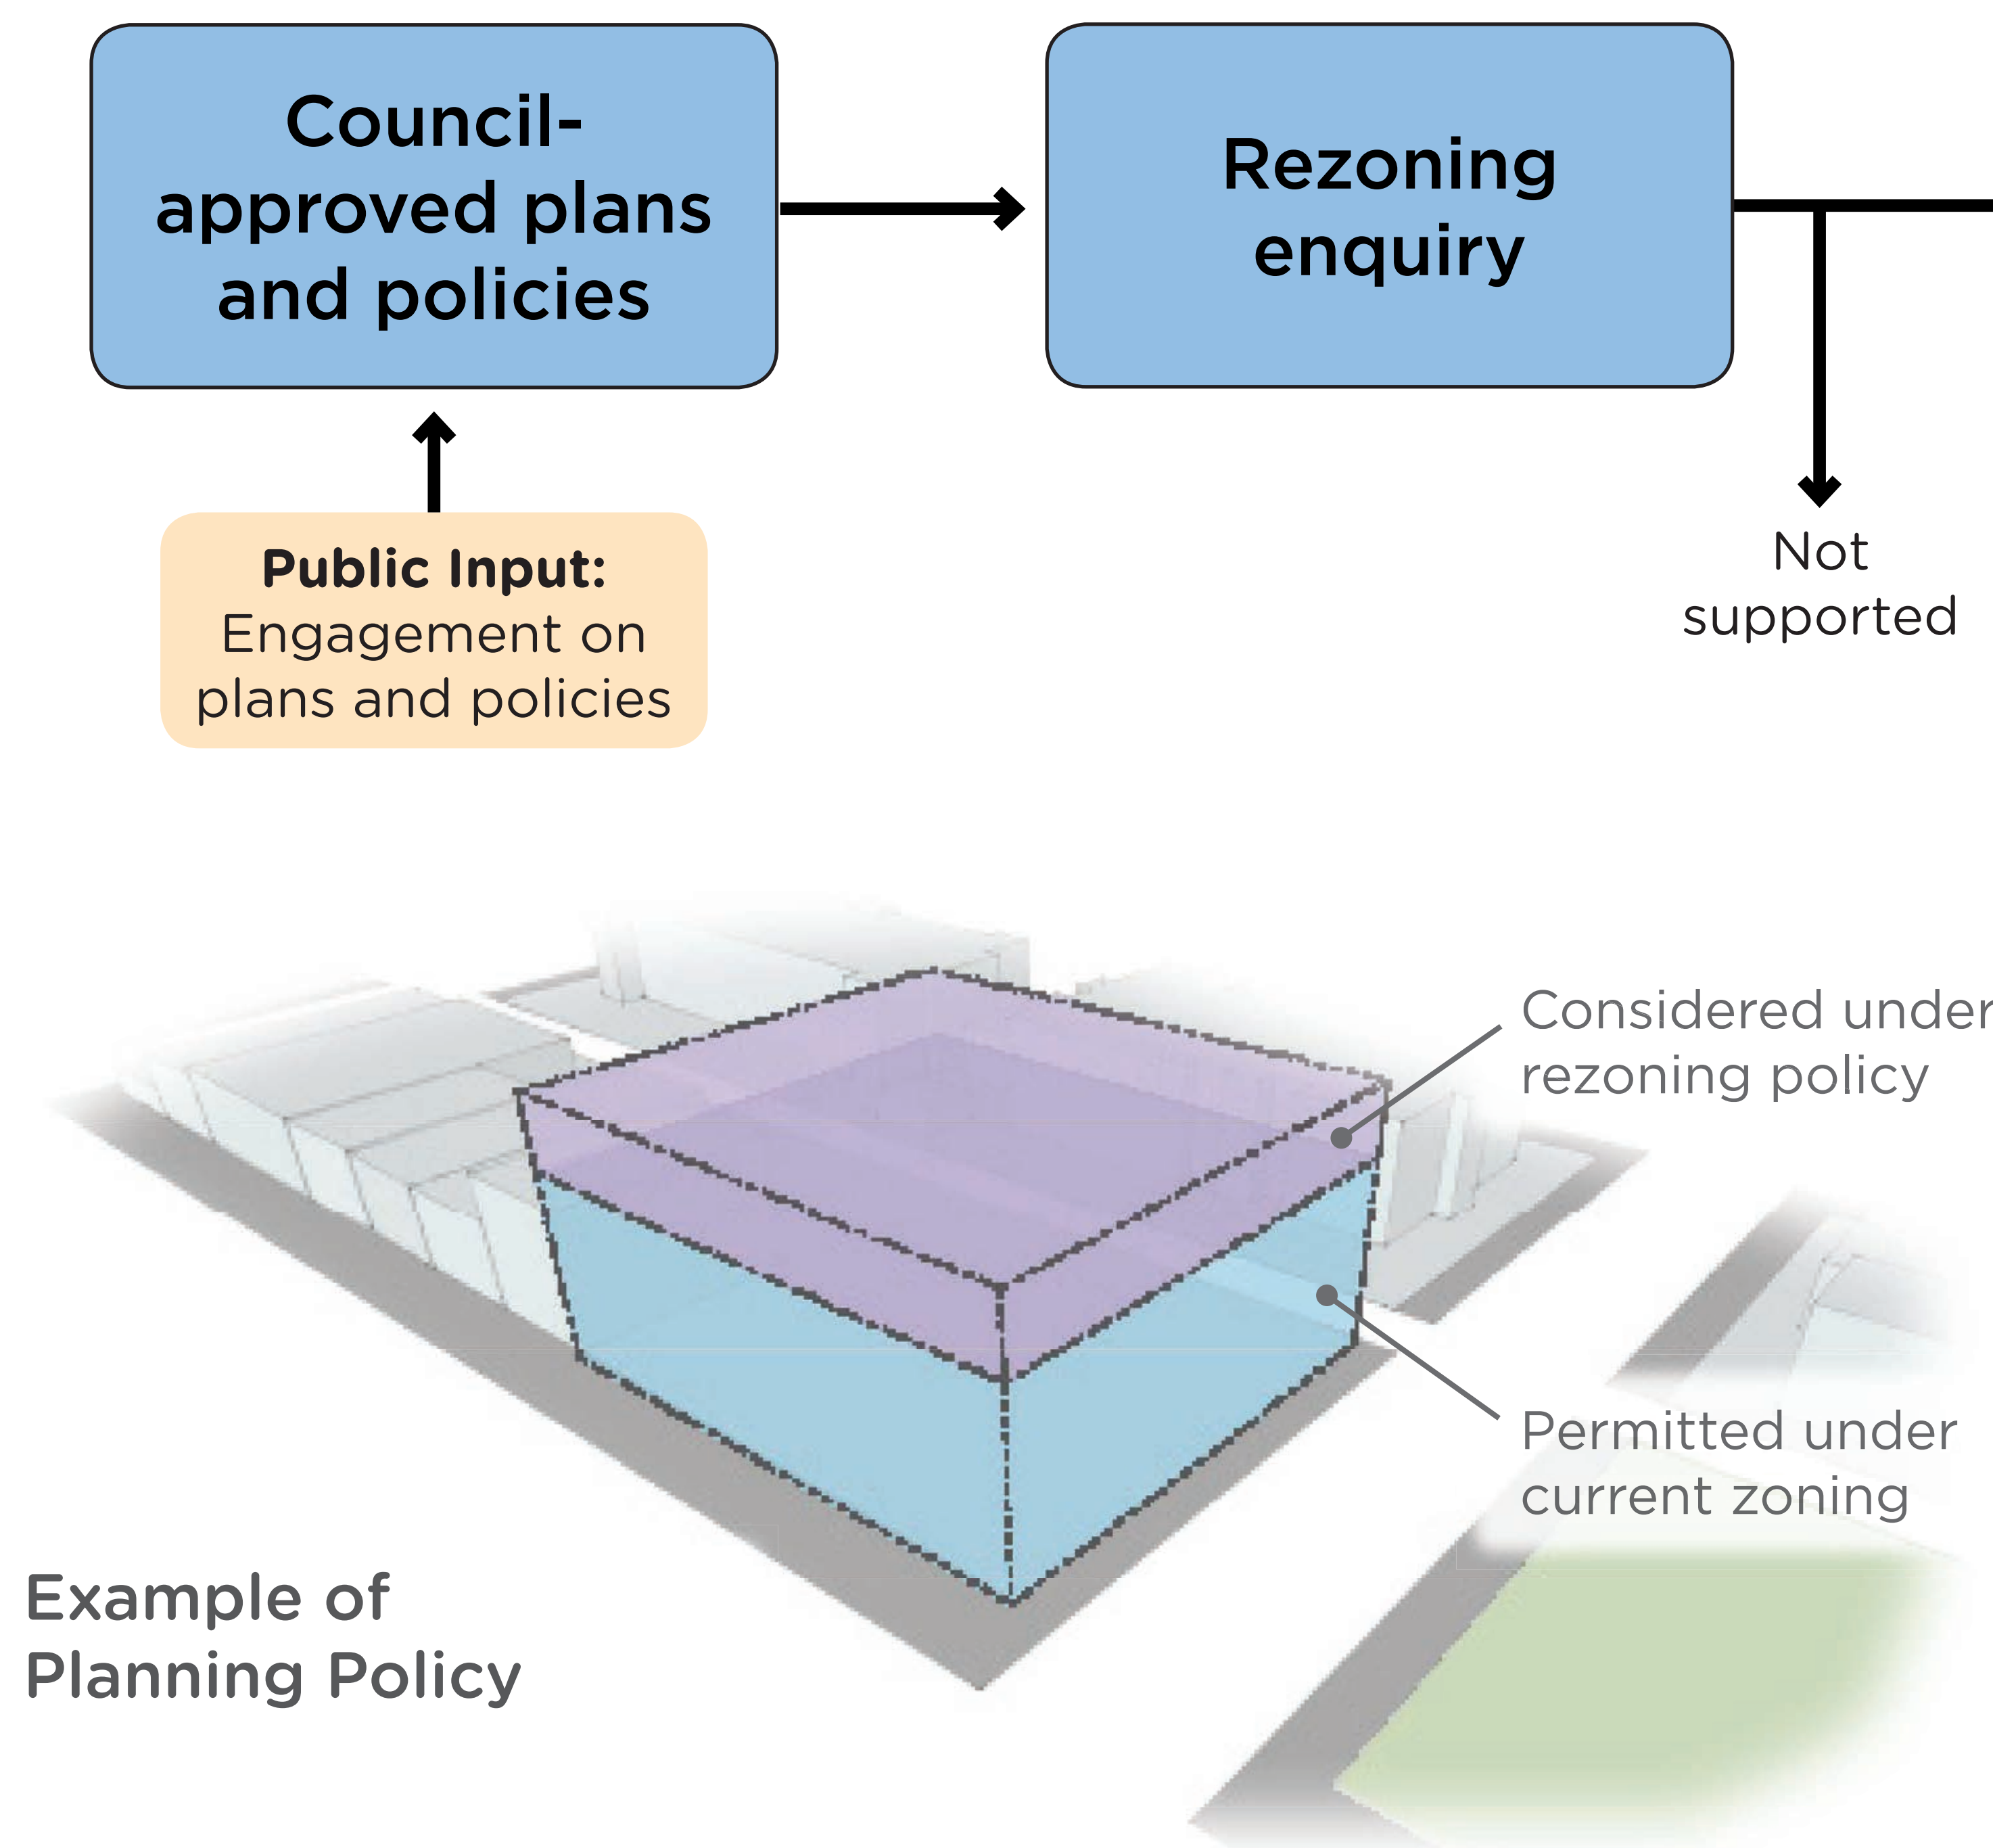 Council-
approved plans
and policies
Rezoning
enquiry
Public Input:
Engagement on
plans and policies
Not
supported
Considered under
rezoning policy
Permitted under
current zoning
Example of
Planning Policy